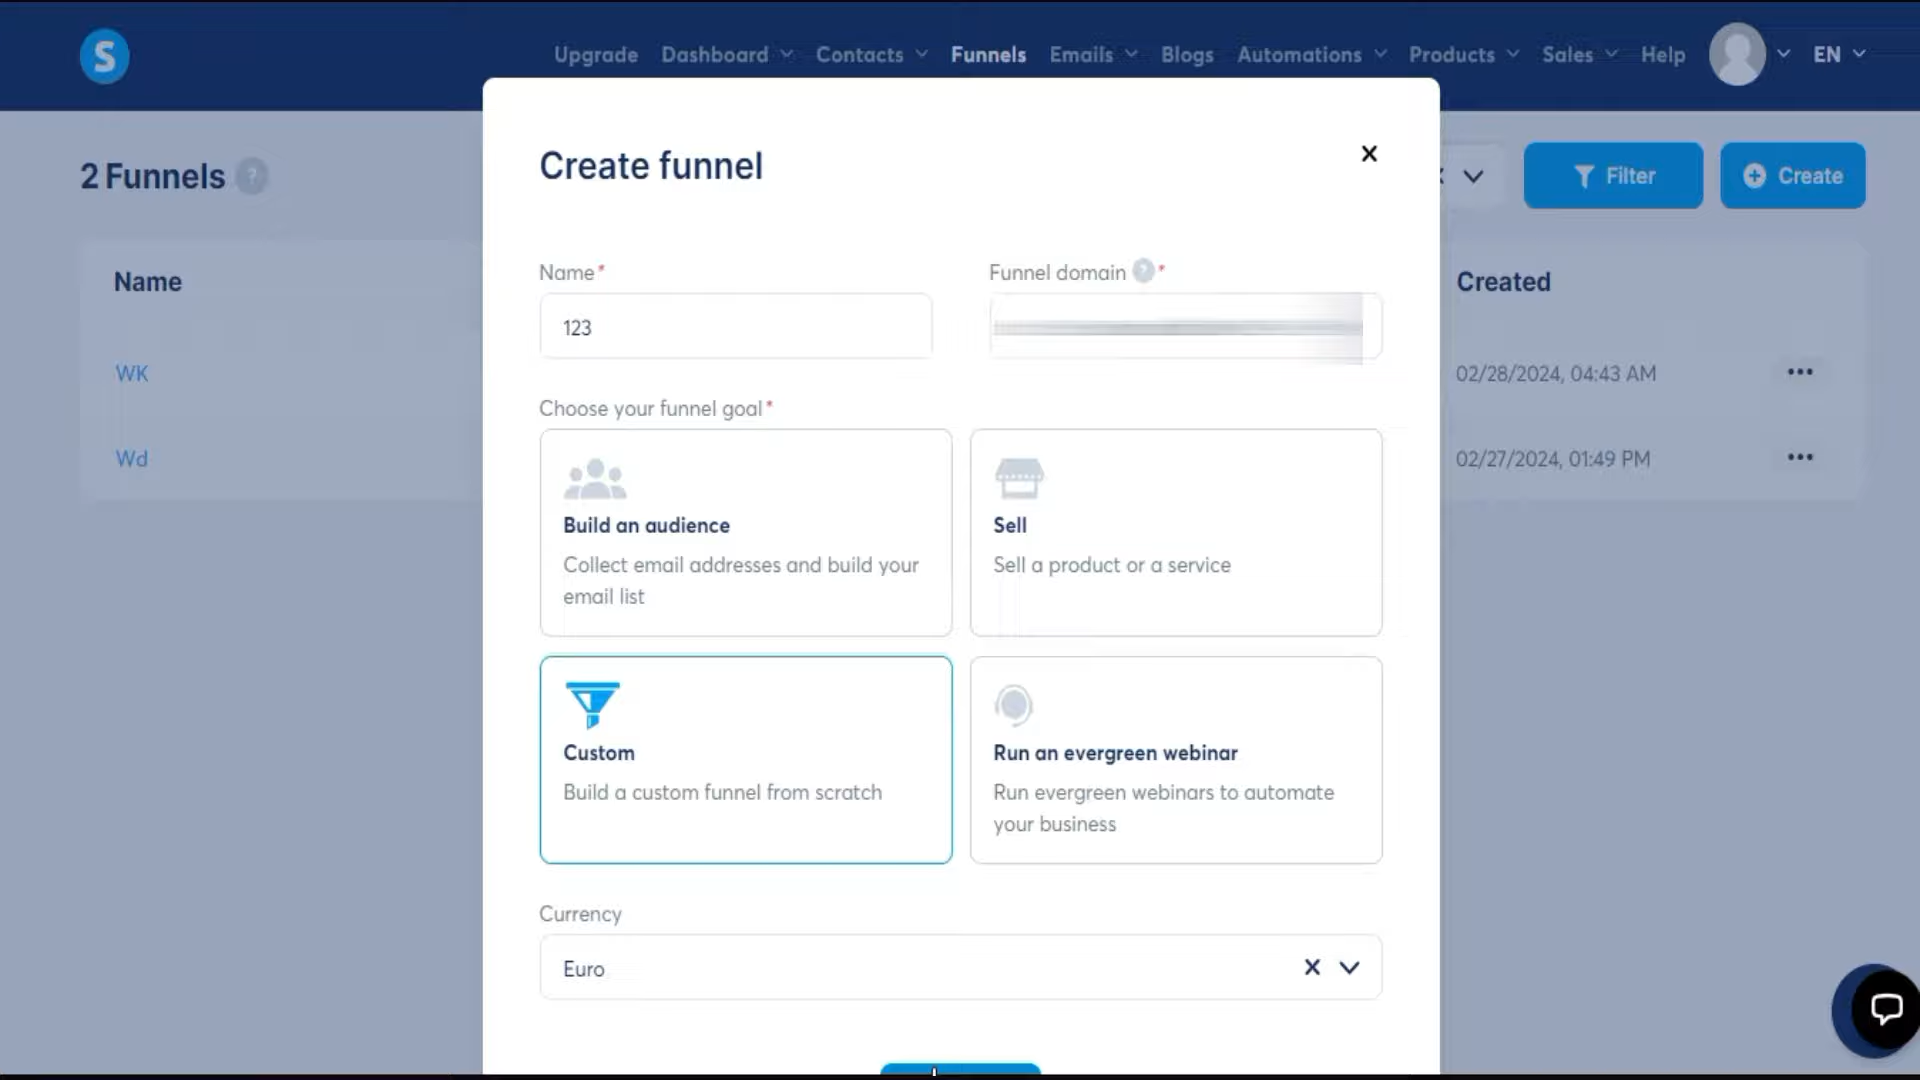 S
Upgrade Dashboard Contacts Funnels Emails Blogs Automations Products Sales Help EN
2 Funnels ?
Filter
Create
Name
Created
WK
02/28/2024, 04:43 AM
Wd
02/27/2024, 01:49 PM
Create funnel
Name*
Funnel domain ? *
123
Choose your funnel goal*
Build an audience
Collect email addresses and build your
email list
Sell
Sell a product or a service
Custom
Build a custom funnel from scratch
Run an evergreen webinar
Run evergreen webinars to automate
your business
Currency
Euro